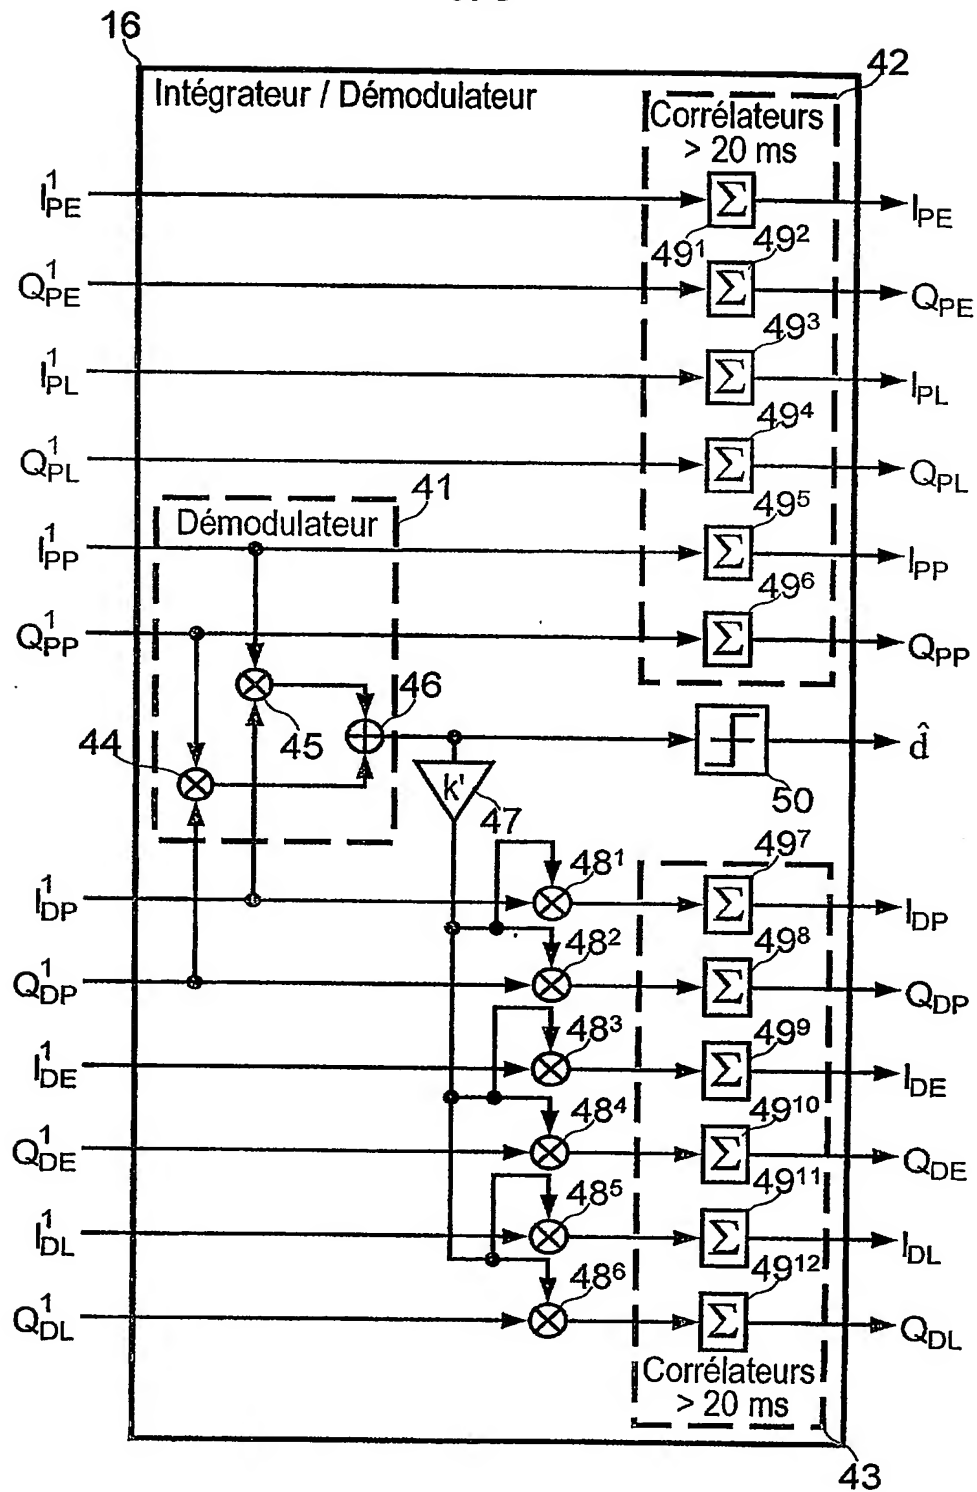 16
42
Intégrateur / Démodulateur
Corrélateurs
> 20 ms
I¹PE Σ IPE
49¹
49²
Q¹PE Σ QPE
49³
I¹PL Σ IPL
49⁴
Q¹PL Σ QPL
41
Démodulateur
49⁵
I¹PP Σ IPP
49⁶
Q¹PP Σ QPP
45
46
44
d̂
50
k'
47
49⁷
I¹DP 48¹ Σ IDP
49⁸
Q¹DP 48² Σ QDP
49⁹
I¹DE 48³ Σ IDE
49¹⁰
Q¹DE 48⁴ Σ QDE
49¹¹
I¹DL 48⁵ Σ IDL
49¹²
Q¹DL 48⁶ Σ QDL
Corrélateurs
> 20 ms
43